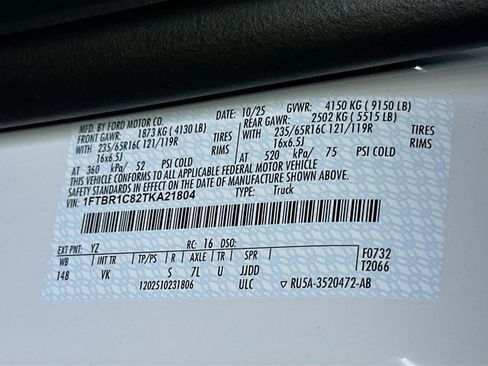 MFD. BY FORD MOTOR CO.
DATE: 10/25 GVWR: 4150 KG ( 9150 LB)
FRONT GAWR: 1873 KG ( 4130 LB) REAR GAWR: 2502 KG ( 5515 LB)
WITH 235/65R16C 121/119R TIRES WITH 235/65R16C 121/119R TIRES
16x6.5J RIMS 16x6.5J RIMS
AT 360 kPa/ 52 PSI COLD AT 520 kPa/ 75 PSI COLD
THIS VEHICLE CONFORMS TO ALL APPLICABLE FEDERAL MOTOR VEHICLE
SAFETY STANDARDS IN EFFECT ON THE DATE OF MANUFACTURE SHOWN ABOVE.
VIN: 1FTBR1C82TKA21804 TYPE: Truck
EXT PNT: YZ RC: 16 DSO: F0732
WB INT TR TP/PS R AXLE TR SPR T2066
148 VK S 7L U JJDD
1202510231806 ULC RU5A-3520472-AB